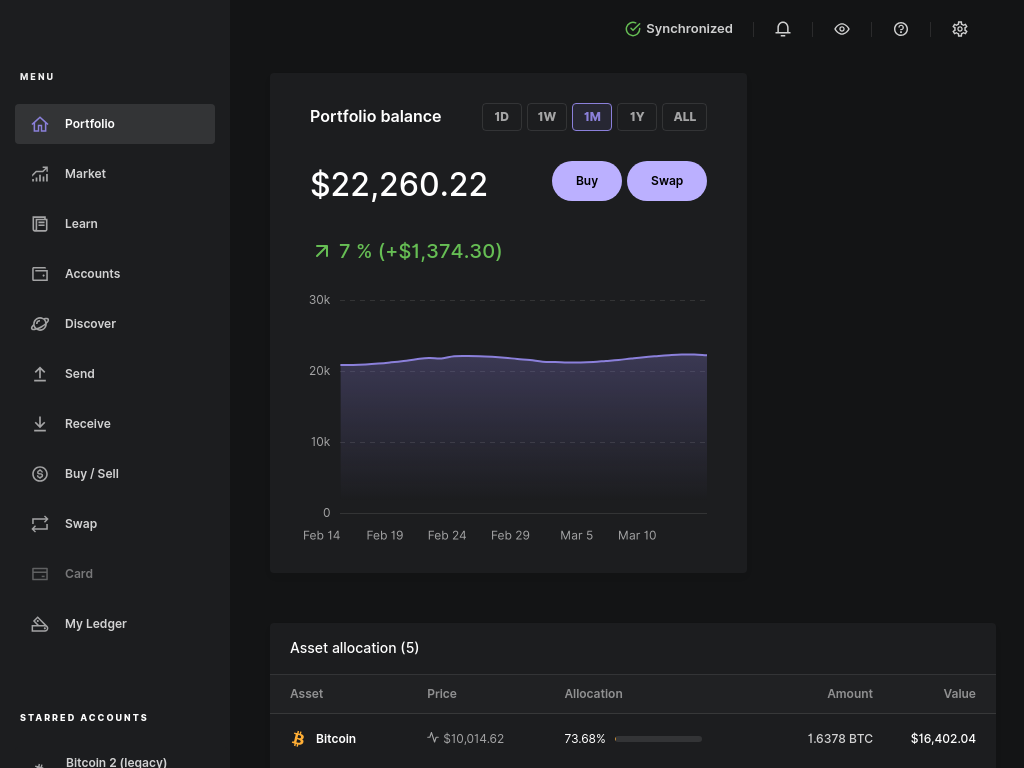 Synchronized
MENU
Portfolio
Market
Learn
Accounts
Discover
Send
Receive
Buy / Sell
Swap
Card
My Ledger
STARRED ACCOUNTS
Bitcoin 2 (legacy)
Portfolio balance
1D 1W 1M 1Y ALL
$22,260.22
Buy Swap
7 % (+$1,374.30)
30k
20k
10k
0
Feb 14 Feb 19 Feb 24 Feb 29 Mar 5 Mar 10
Asset allocation (5)
Asset Price Allocation Amount Value
Bitcoin $10,014.62 73.68% 1.6378 BTC $16,402.04